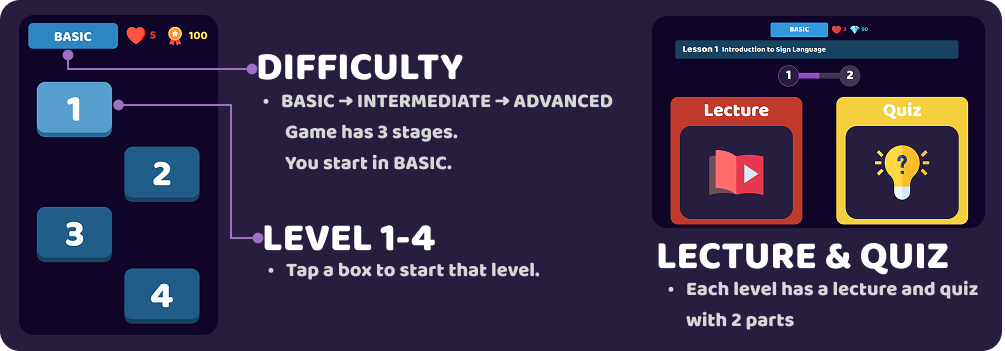 BASIC 5 100
1
2
3
4
DIFFICULTY
• BASIC → INTERMEDIATE → ADVANCED
Game has 3 stages.
You start in BASIC.
LEVEL 1-4
• Tap a box to start that level.
BASIC 3 90
Lesson 1 Introduction to Sign Language
1 2
Lecture Quiz
?
LECTURE & QUIZ
• Each level has a lecture and quiz
with 2 parts